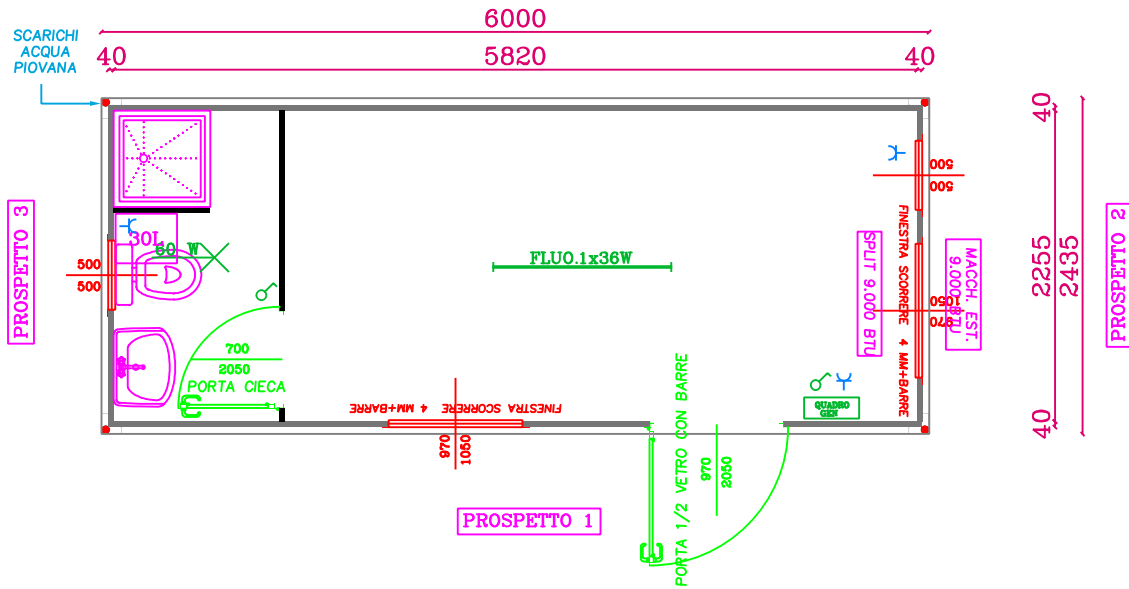 6000
SCARICHI
ACQUA
PIOVANA
40
5820
40
40
2255
2435
40
PROSPETTO 3
PROSPETTO 2
30L
60 W
500
500
FLUO.1x36W
500
500
FINESTRA SCORRERE 4 MM+BARRE
SPLIT 9.000 BTU
MACCH. EST.
9.000 BTU
1050
970
700
2050
PORTA CIECA
FINESTRA SCORRERE 4 MM+BARRE
970
1050
QUADRO
GEN
PORTA 1/2 VETRO CON BARRE
970
2050
PROSPETTO 1